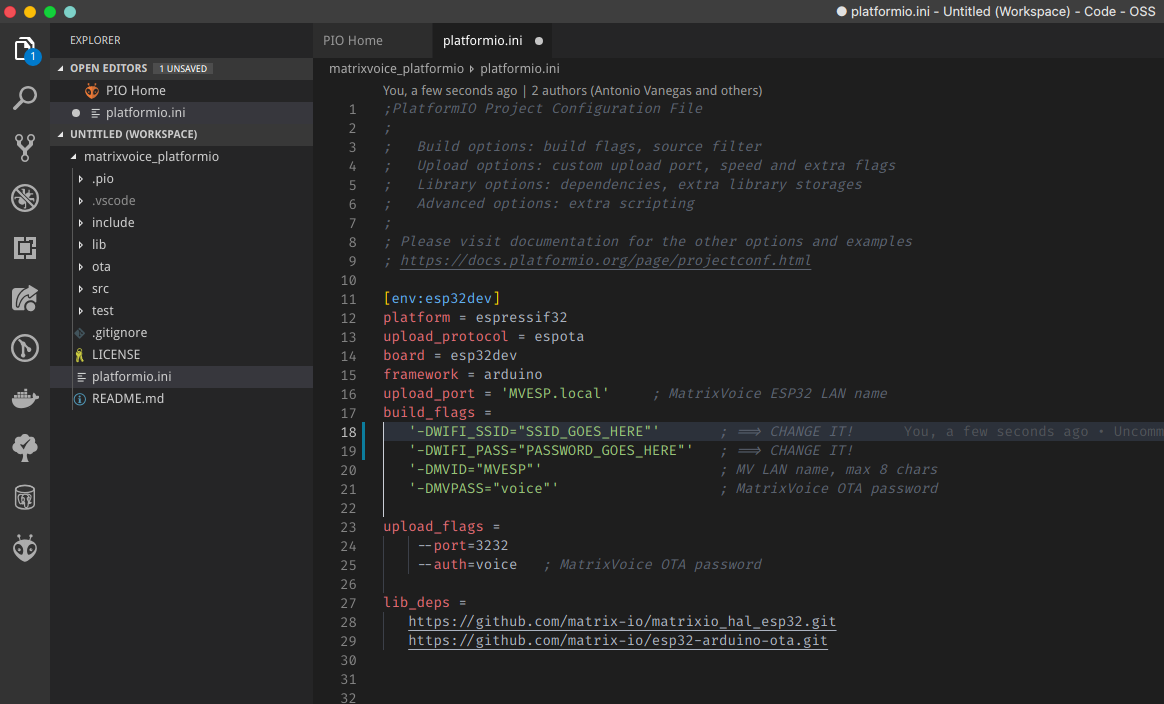 platformio.ini - Untitled (Workspace) - Code - OSS
1
EXPLORER
OPEN EDITORS 1 UNSAVED
PIO Home
platformio.ini
UNTITLED (WORKSPACE)
matrixvoice_platformio
.pio
.vscode
include
lib
ota
src
test
.gitignore
LICENSE
platformio.ini
README.md
PIO Home platformio.ini
matrixvoice_platformio platformio.ini
You, a few seconds ago | 2 authors (Antonio Vanegas and others)
1 ;PlatformIO Project Configuration File
2 ;
3 ;   Build options: build flags, source filter
4 ;   Upload options: custom upload port, speed and extra flags
5 ;   Library options: dependencies, extra library storages
6 ;   Advanced options: extra scripting
7 ;
8 ; Please visit documentation for the other options and examples
9 ; https://docs.platformio.org/page/projectconf.html
10
11 [env:esp32dev]
12 platform = espressif32
13 upload_protocol = espota
14 board = esp32dev
15 framework = arduino
16 upload_port = 'MVESP.local'     ; MatrixVoice ESP32 LAN name
17 build_flags =
18    '-DWIFI_SSID="SSID_GOES_HERE"'       ; ==> CHANGE IT!      You, a few seconds ago • Uncomm
19    '-DWIFI_PASS="PASSWORD_GOES_HERE"'   ; ==> CHANGE IT!
20    '-DMVID="MVESP"'                     ; MV LAN name, max 8 chars
21    '-DMVPASS="voice"'                   ; MatrixVoice OTA password
22
23 upload_flags =
24     --port=3232
25     --auth=voice   ; MatrixVoice OTA password
26
27 lib_deps =
28    https://github.com/matrix-io/matrixio_hal_esp32.git
29    https://github.com/matrix-io/esp32-arduino-ota.git
30
31
32